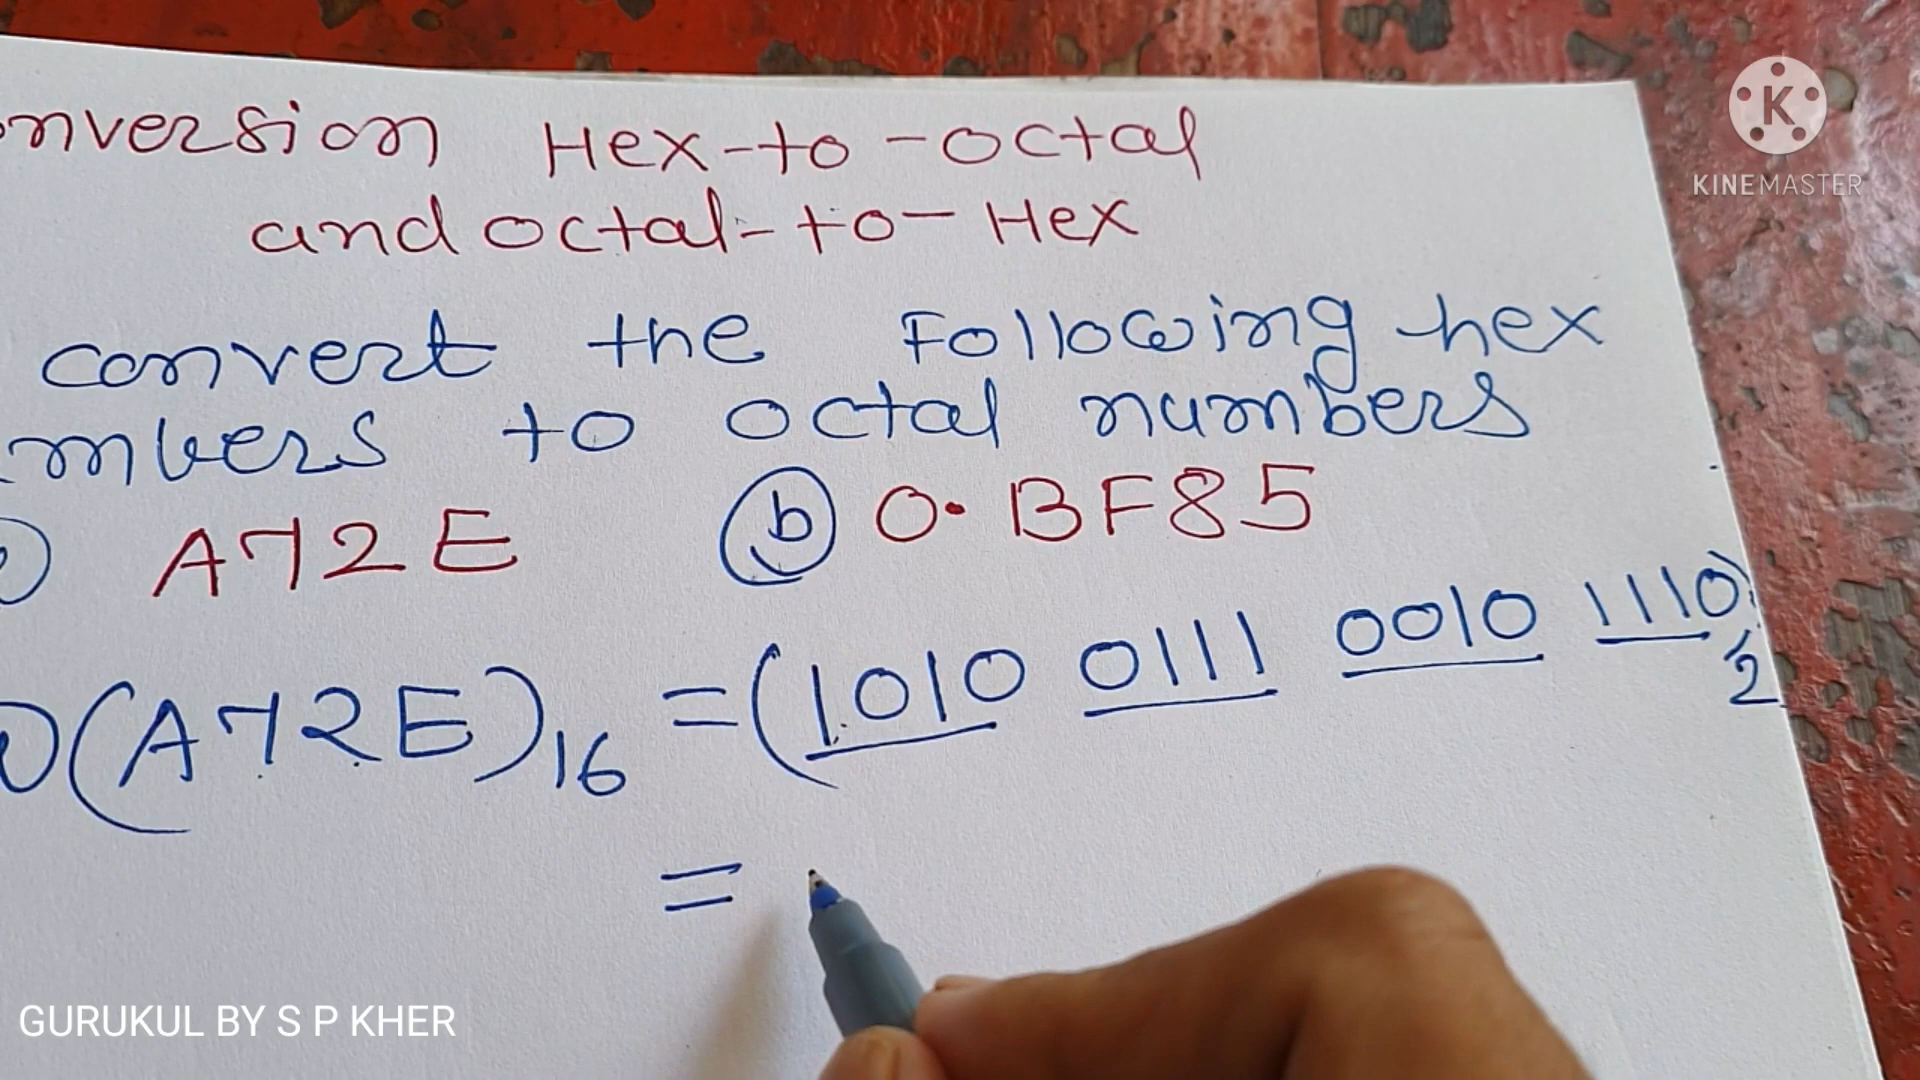 onversion Hex-to-octal
and octal-to-Hex
convert the Following hex
mbers to octal numbers
A72E (b) 0.BF85
(A72E)16 = (1010 0111 0010 1110)2
=
K
KINEMASTER
GURUKUL BY S P KHER